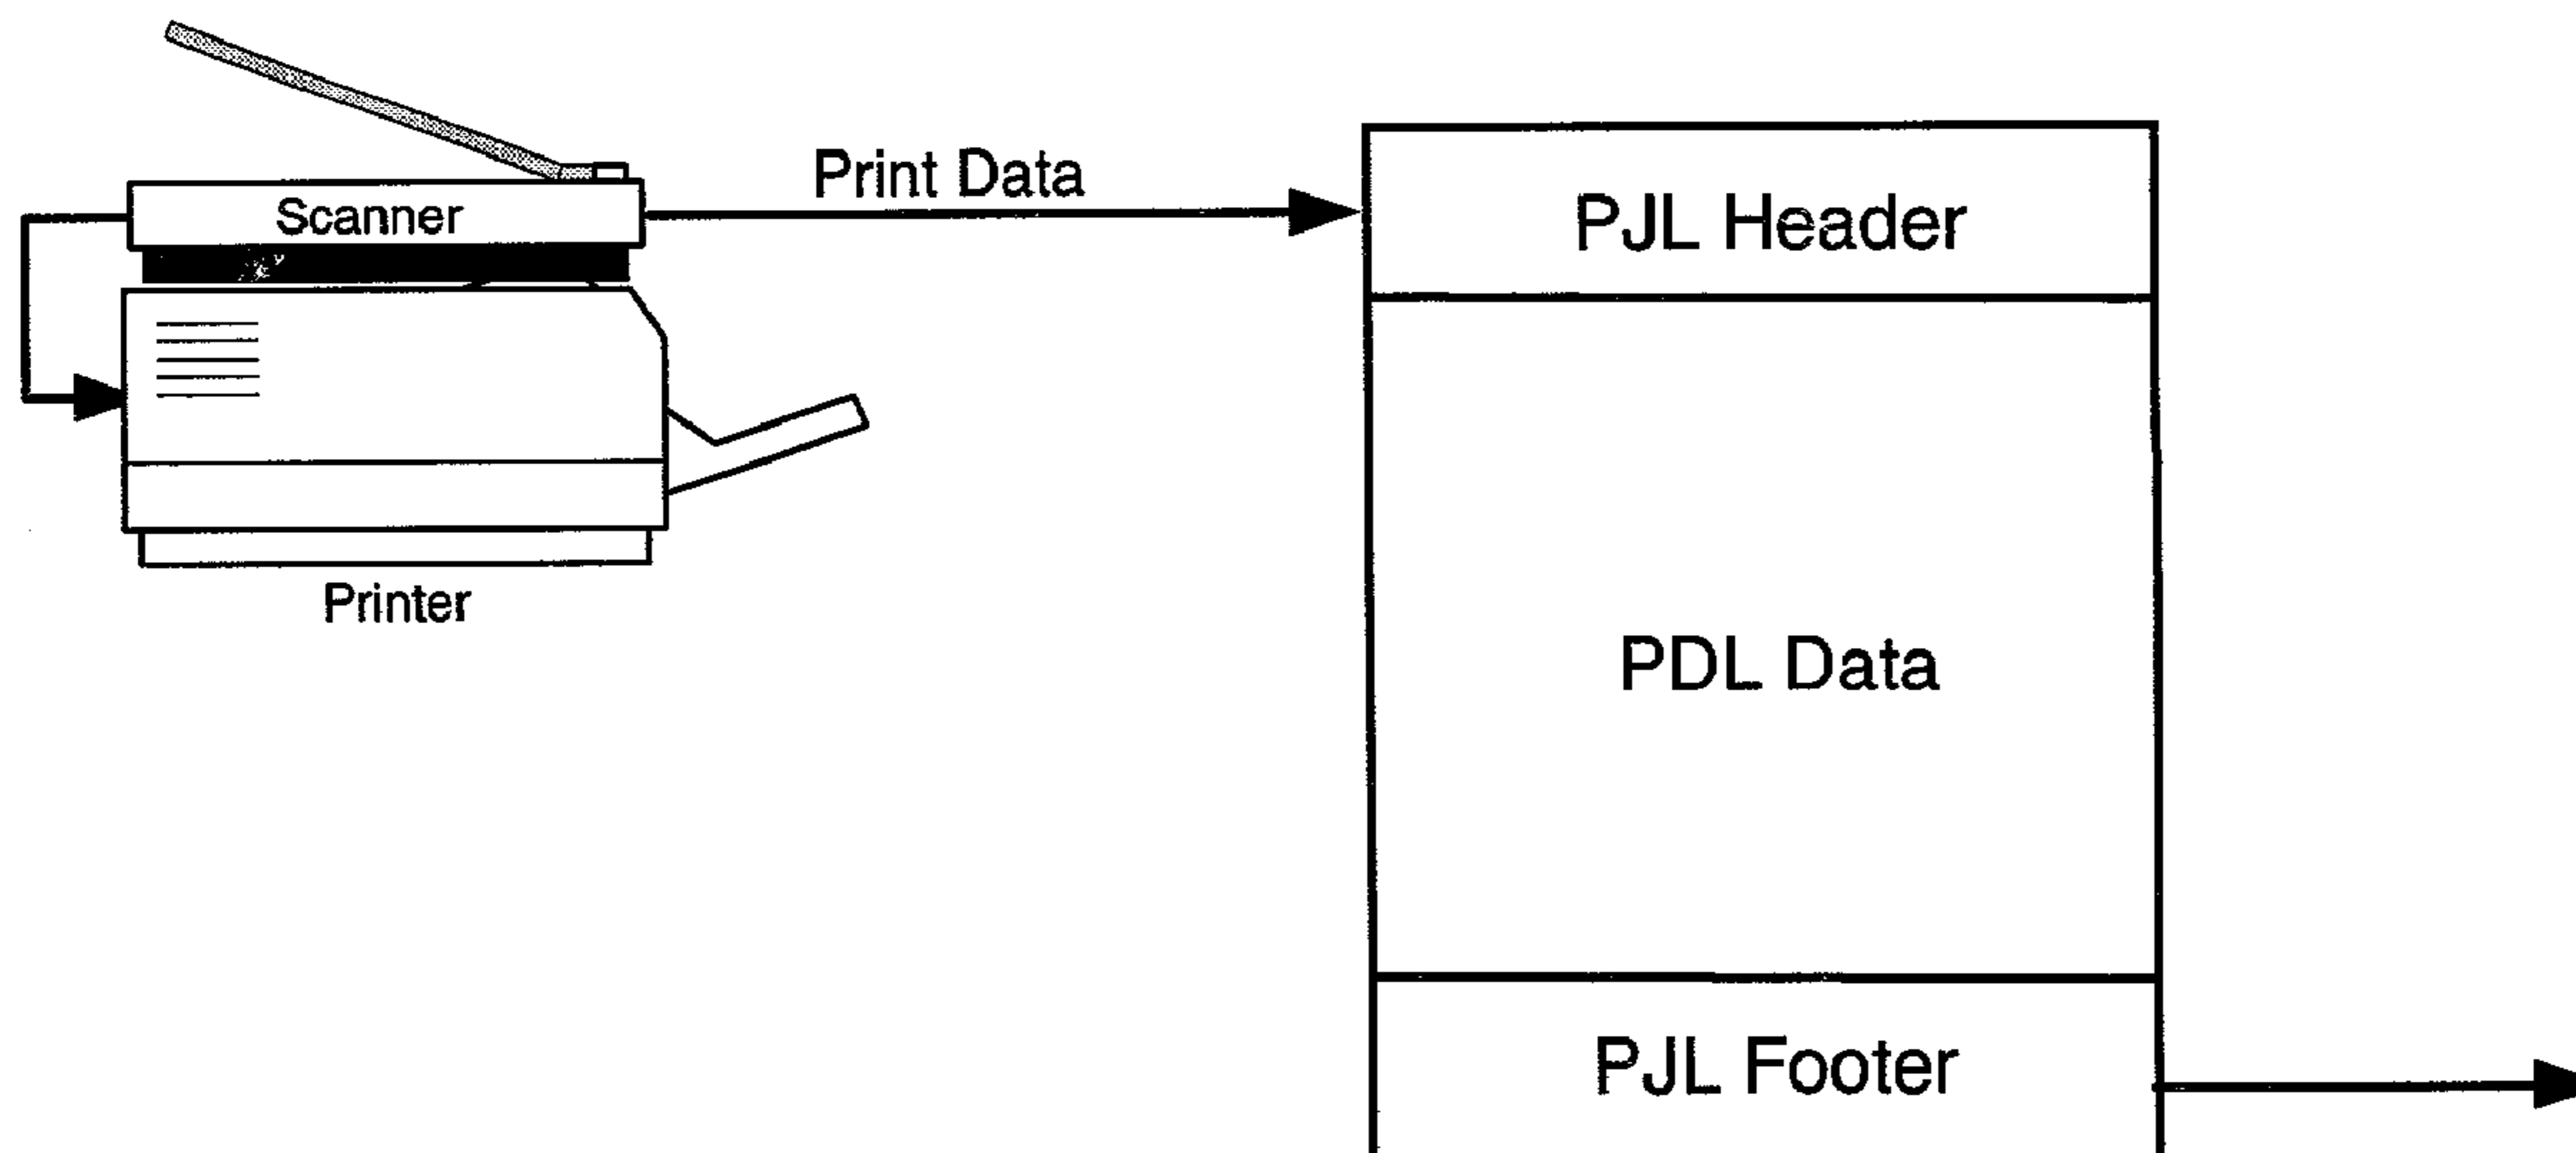 Print Data
Scanner
Printer
PJL Header
PDL Data
PJL Footer